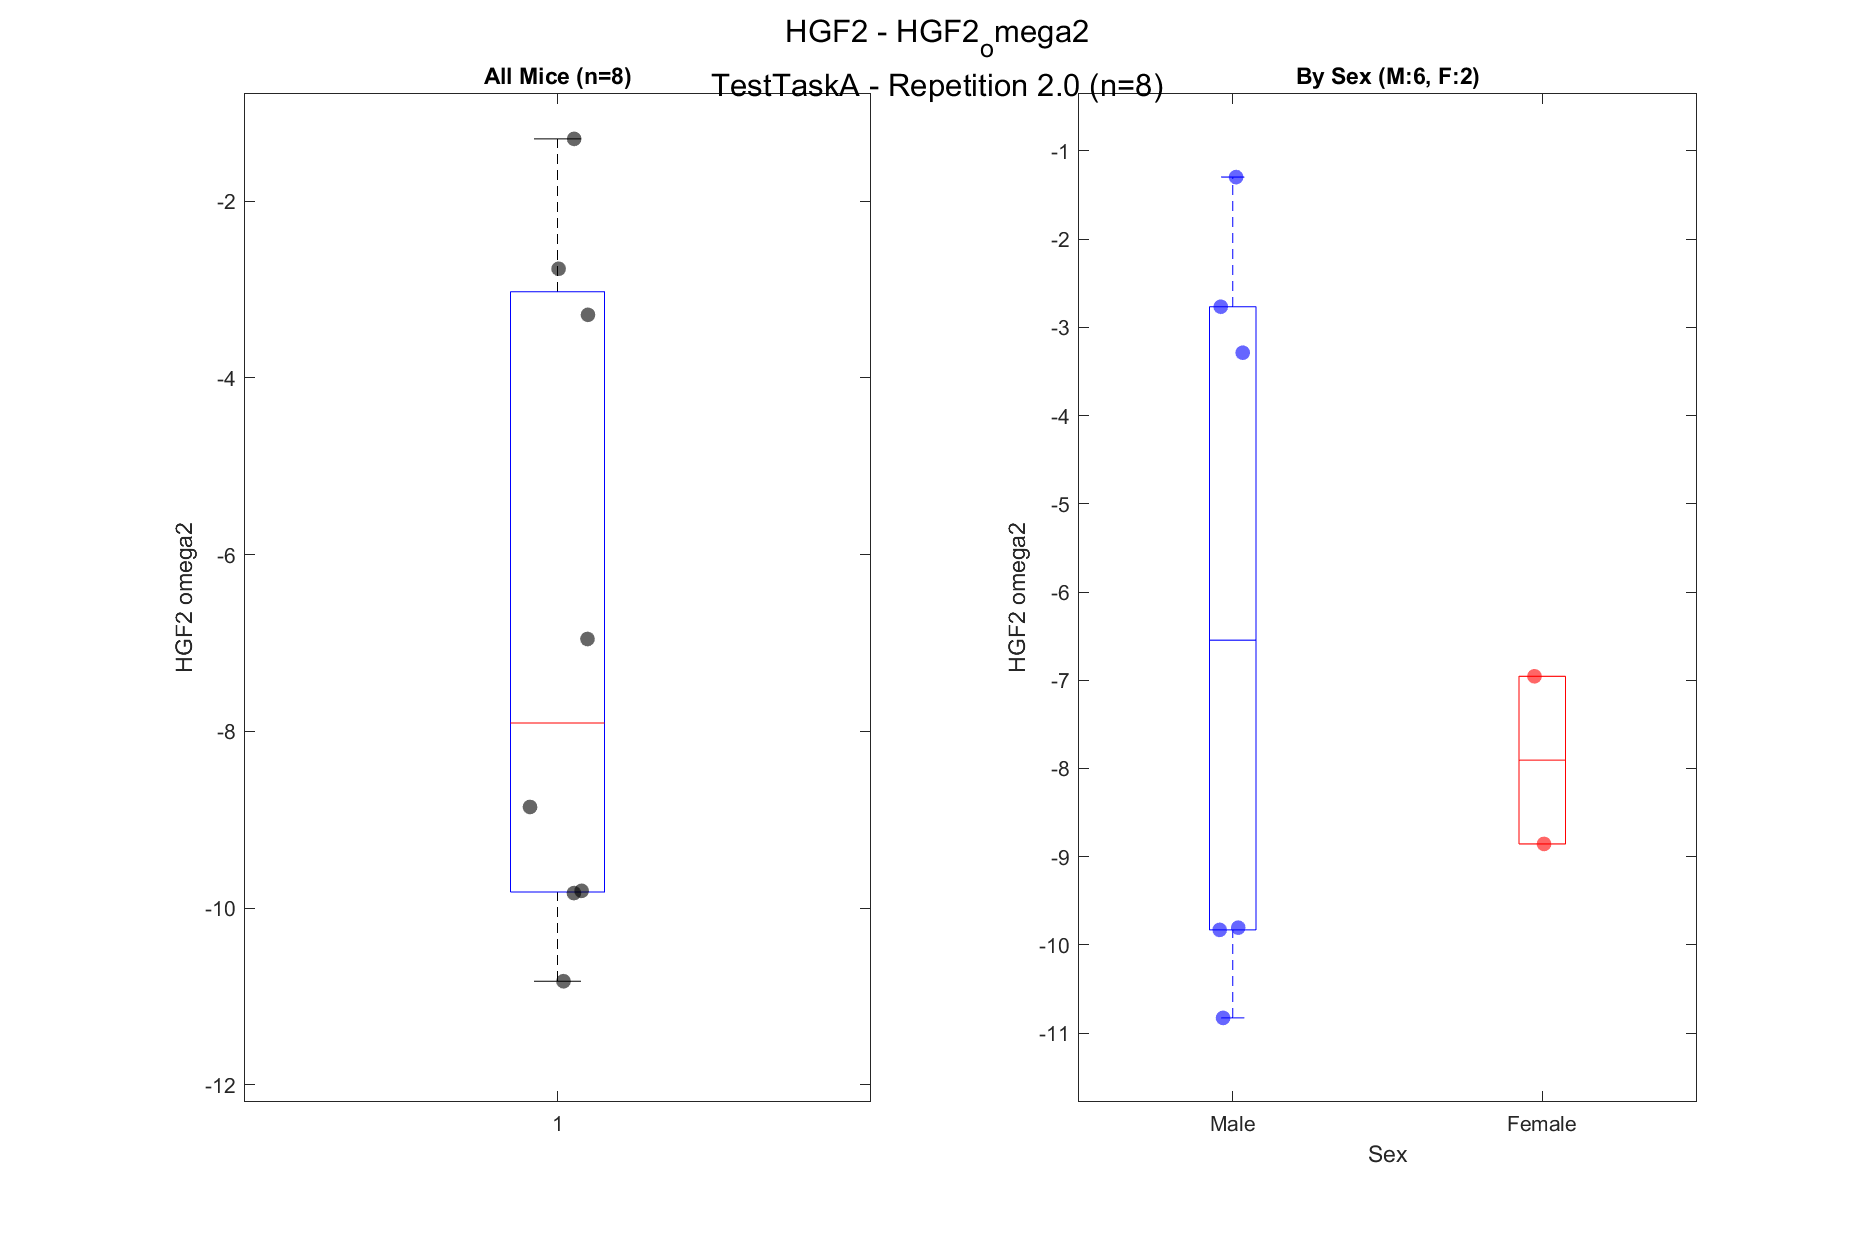 HGF2 - HGF2_omega2
TestTaskA - Repetition 2.0 (n=8)
All Mice (n=8)
HGF2 omega2
-2
-4
-6
-8
-10
-12
1
By Sex (M:6, F:2)
HGF2 omega2
-1
-2
-3
-4
-5
-6
-7
-8
-9
-10
-11
Male Female
Sex